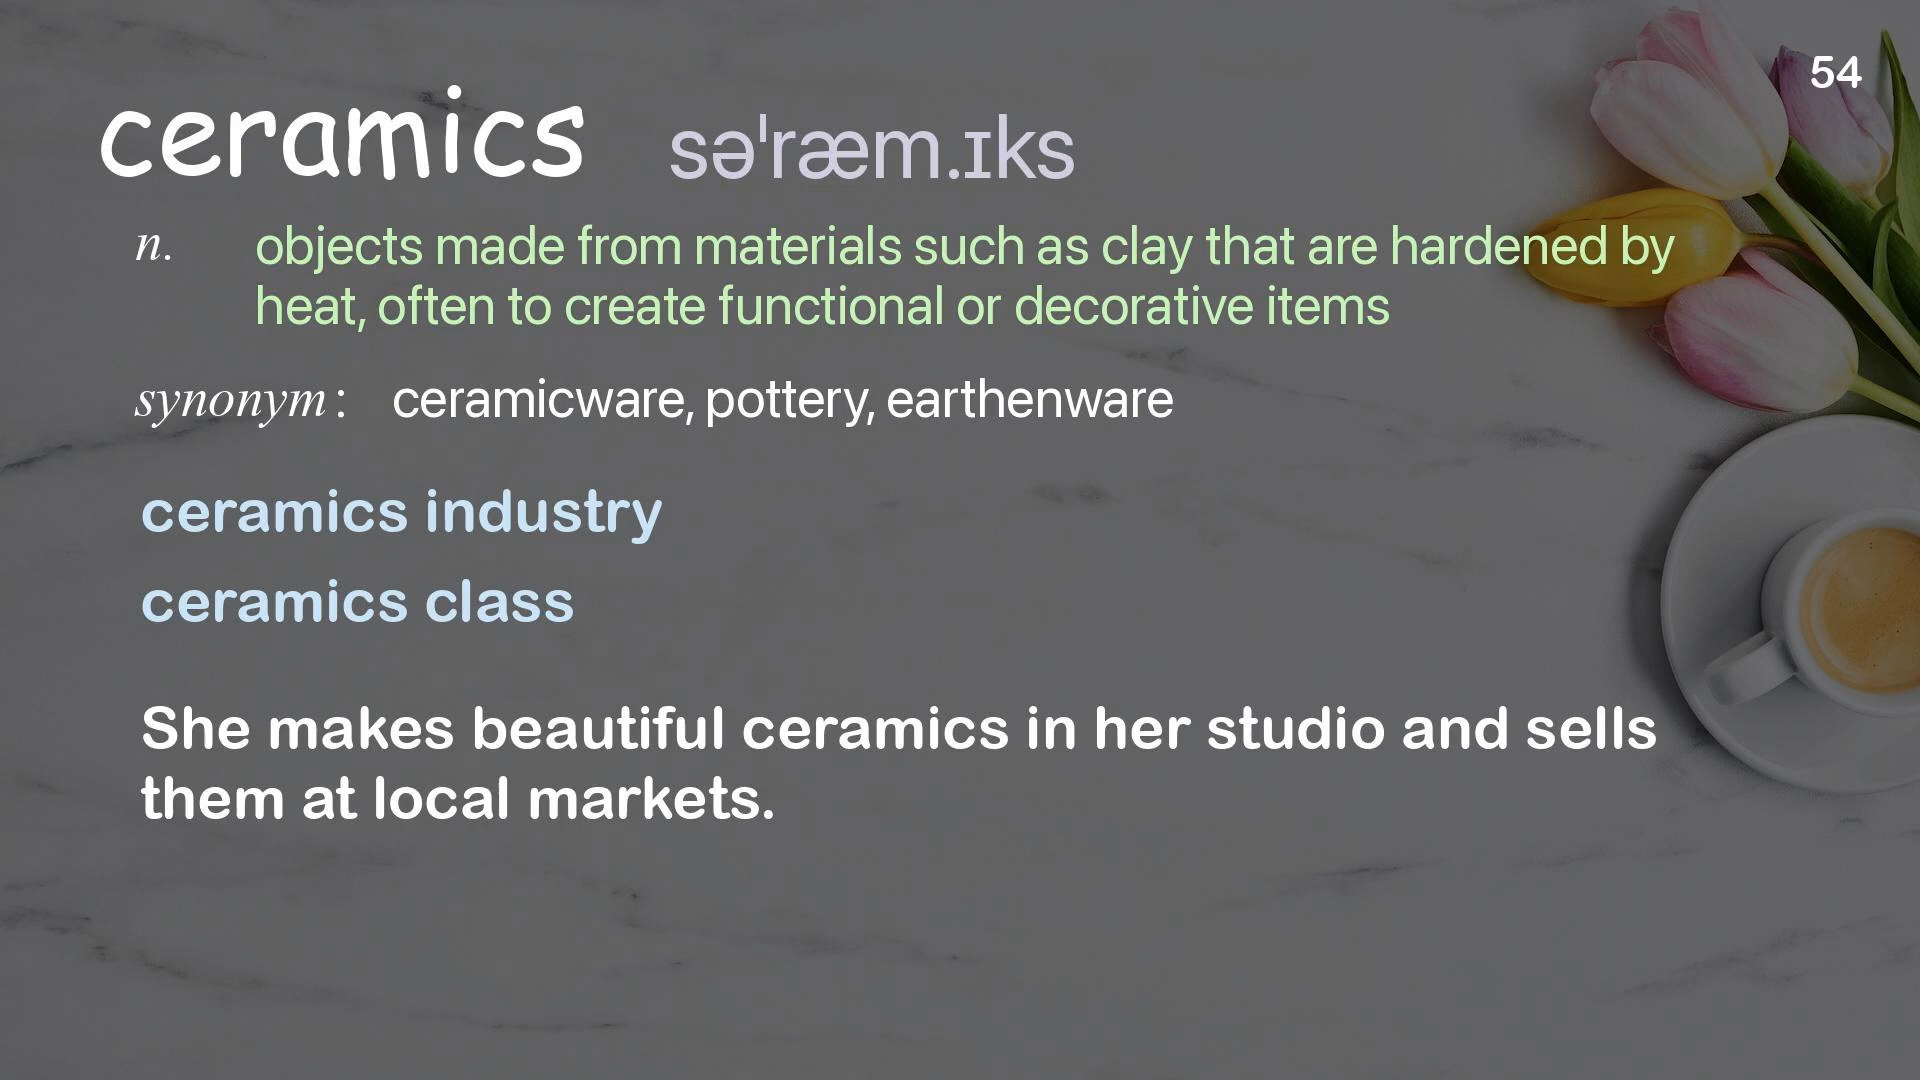 54
ceramics səˈræm.ɪks
n. objects made from materials such as clay that are hardened by
heat, often to create functional or decorative items
synonym : ceramicware, pottery, earthenware
ceramics industry
ceramics class
She makes beautiful ceramics in her studio and sells
them at local markets.